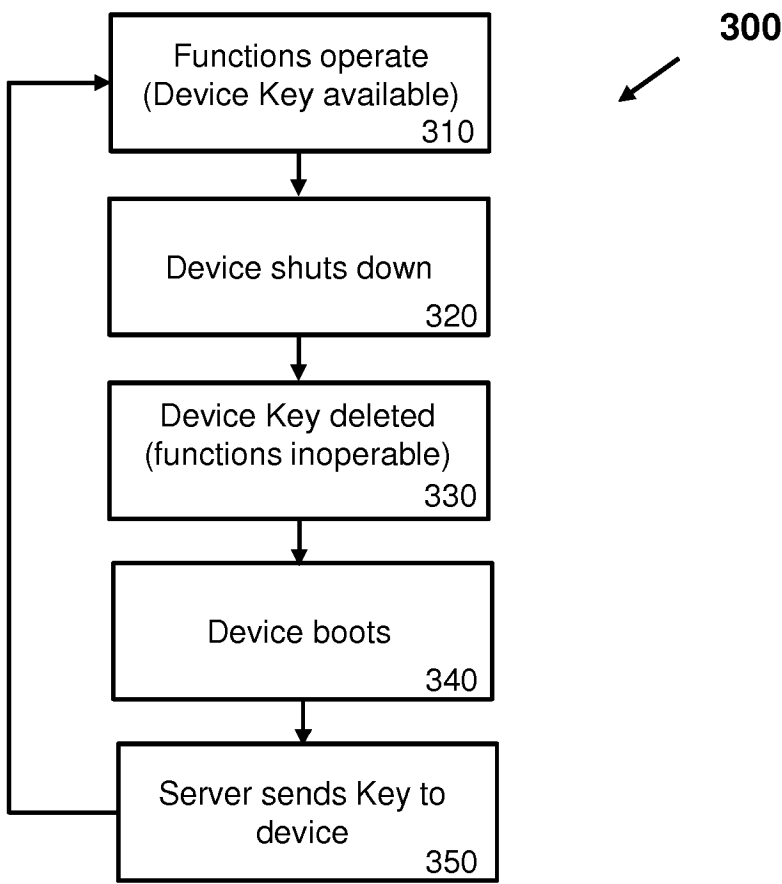 300
Functions operate
(Device Key available)
310
Device shuts down
320
Device Key deleted
(functions inoperable)
330
Device boots
340
Server sends Key to
device
350